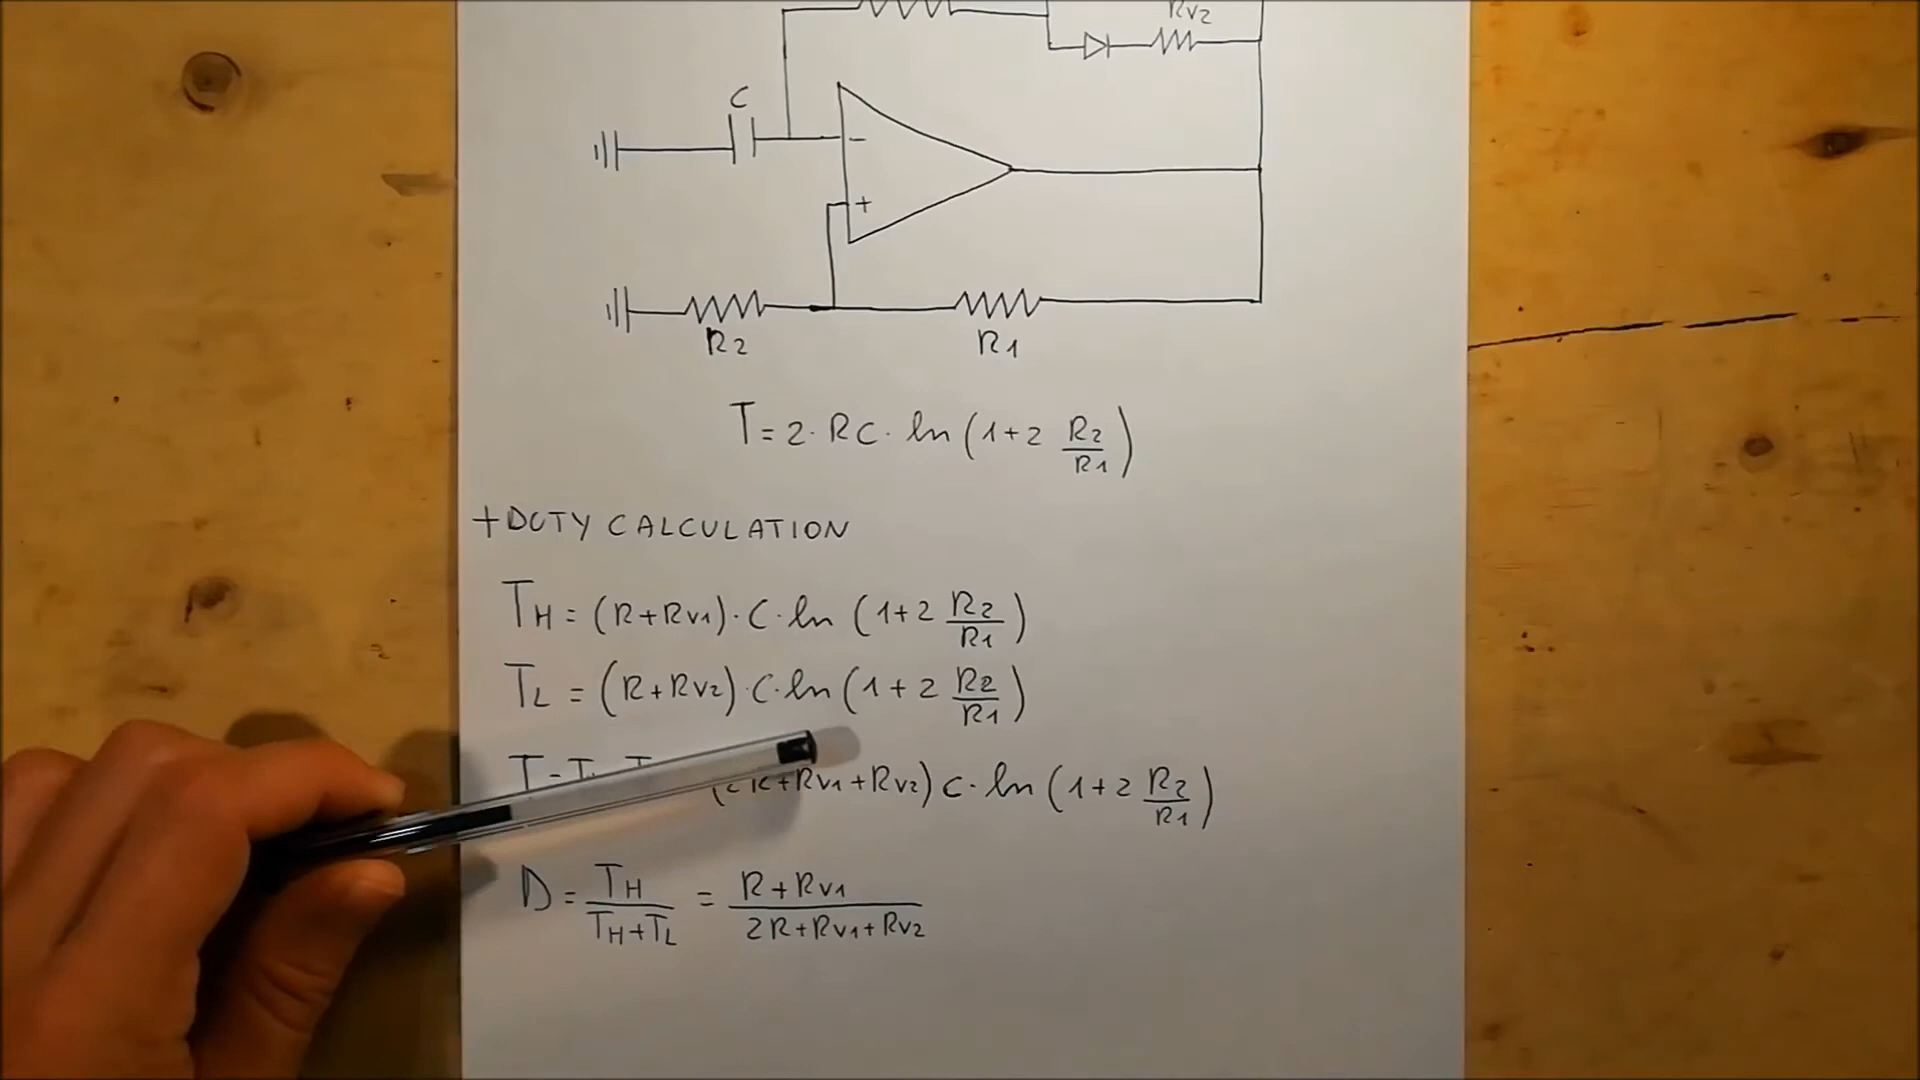 Rv2
C
-
+
R2 R1
T = 2· RC· ln (1+2 R2/R1)
+ DUTY CALCULATION
TH = (R+Rv1)·C·ln (1+2 R2/R1)
TL = (R+Rv2)·C·ln (1+2 R2/R1)
+Rv1+Rv2) C·ln (1+2 R2/R1)
D = TH/(TH+TL) = (R+Rv1)/(2R+Rv1+Rv2)